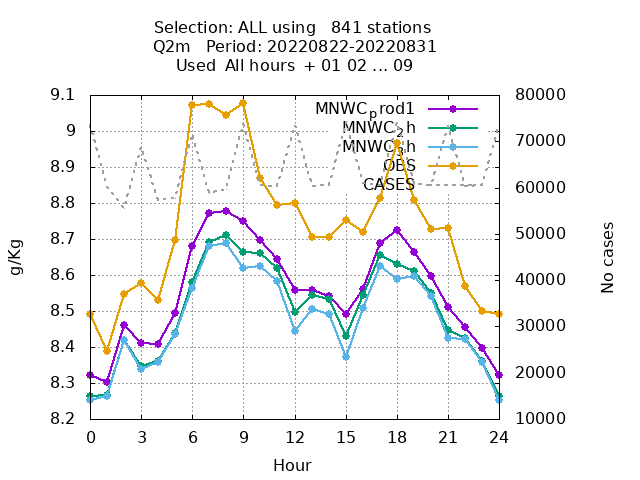 Selection: ALL using   841 stations
Q2m   Period: 20220822-20220831
Used  All hours  + 01 02 ... 09
9.1
9
8.9
8.8
8.7
8.6
8.5
8.4
8.3
8.2
80000
70000
60000
50000
40000
30000
20000
10000
MNWC_prod1
MNWC_2h
MNWC_3h
OBS
CASES
g/Kg
No cases
0 3 6 9 12 15 18 21 24
Hour